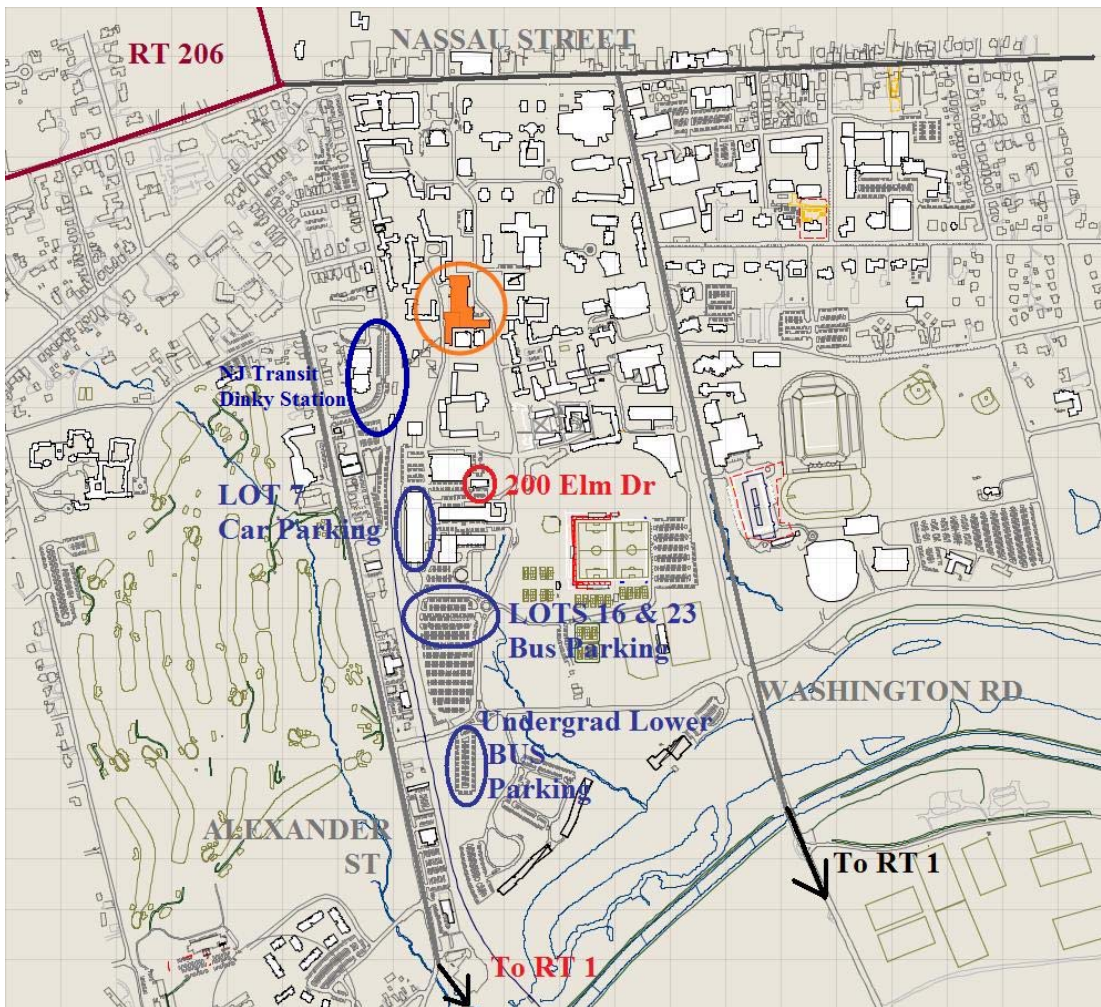 NASSAU STREET
RT 206
NJ Transit
Dinky Station
LOT 7
Car Parking
200 Elm Dr
LOTS 16 & 23
Bus Parking
WASHINGTON RD
Undergrad Lower
BUS
Parking
ALEXANDER
ST
To RT 1
To RT 1